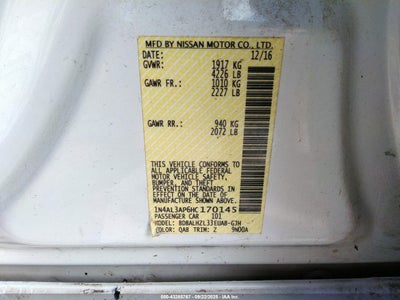 MFD BY NISSAN MOTOR CO., LTD.
DATE: 12/16
GVWR: 1917 KG
4226 LB
GAWR FR.: 1010 KG
2227 LB
GAWR RR.: 940 KG
2072 LB
THIS VEHICLE CONFORMS TO ALL
APPLICABLE FEDERAL
MOTOR VEHICLE SAFETY,
BUMPER, AND THEFT
PREVENTION STANDARDS IN
EFFECT ON THE DATE OF
MANUFACTURE SHOWN ABOVE.
1N4AL3AP6HC170145
PASSENGER CAR 101
MODEL: BDBALHZL33EUAB-GJH
COLOR: QAB TRIM: Z